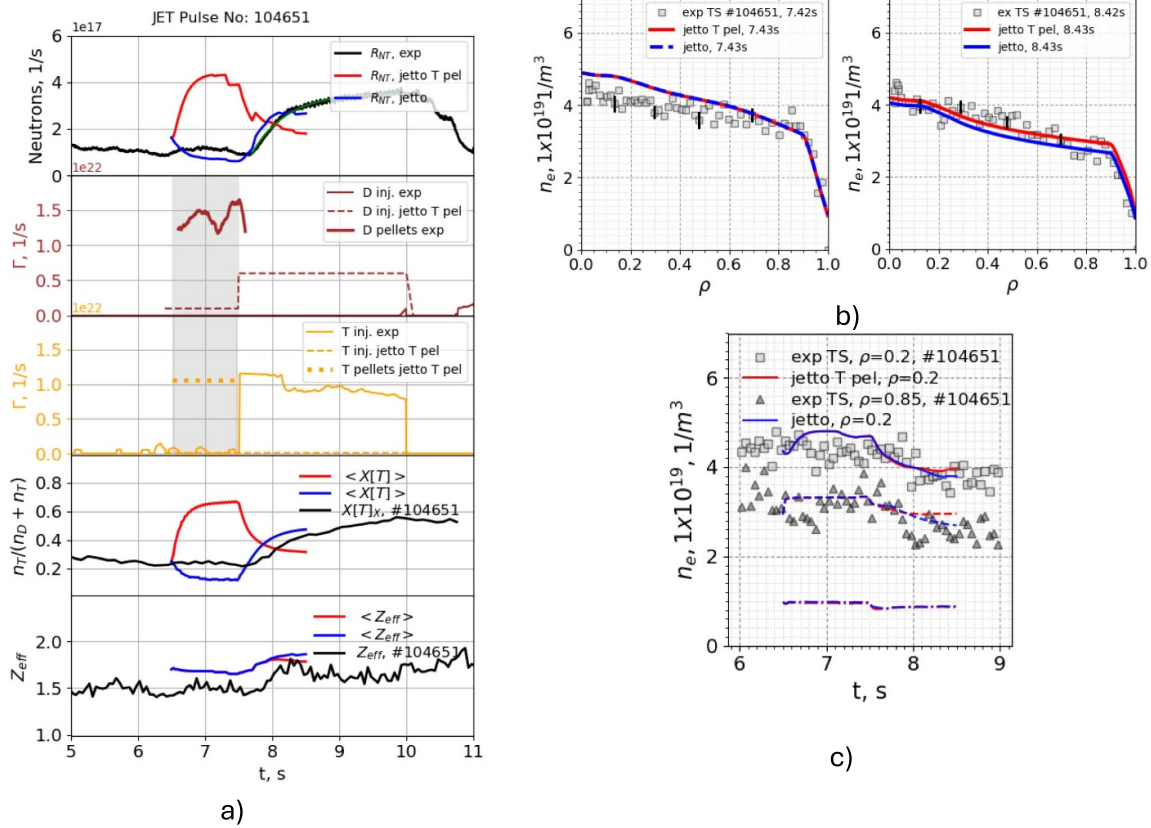 JET Pulse No: 104651
1e17
6
4
2
0
Neutrons, 1/s
R_NT, exp
R_NT, jetto T pel
R_NT, jetto
1e22
1.5
1.0
0.5
0.0
Γ, 1/s
D inj. exp
D inj. jetto T pel
D pellets exp
1e22
1.5
1.0
0.5
0.0
Γ, 1/s
T inj. exp
T inj. jetto T pel
T pellets jetto T pel
0.8
0.6
0.4
0.2
n_T/(n_D + n_T)
<X[T]>
<X[T]>
X[T]_X, #104651
2.0
1.5
1.0
Z_eff
<Z_eff>
<Z_eff>
Z_eff, #104651
5 6 7 8 9 10 11
t, s
a)
exp TS #104651, 7.42s
jetto T pel, 7.43s
jetto, 7.43s
6
4
2
0
n_e, 1x10^19 1/m^3
0.0 0.2 0.4 0.6 0.8 1.0
ρ
ex TS #104651, 8.42s
jetto T pel, 8.43s
jetto, 8.43s
6
4
2
0
n_e, 1x10^19 1/m^3
0.0 0.2 0.4 0.6 0.8 1.0
ρ
b)
exp TS, ρ=0.2, #104651
jetto T pel, ρ=0.2
exp TS, ρ=0.85, #104651
jetto, ρ=0.2
6
4
2
0
n_e, 1x10^19, 1/m^3
6 7 8 9
t, s
c)